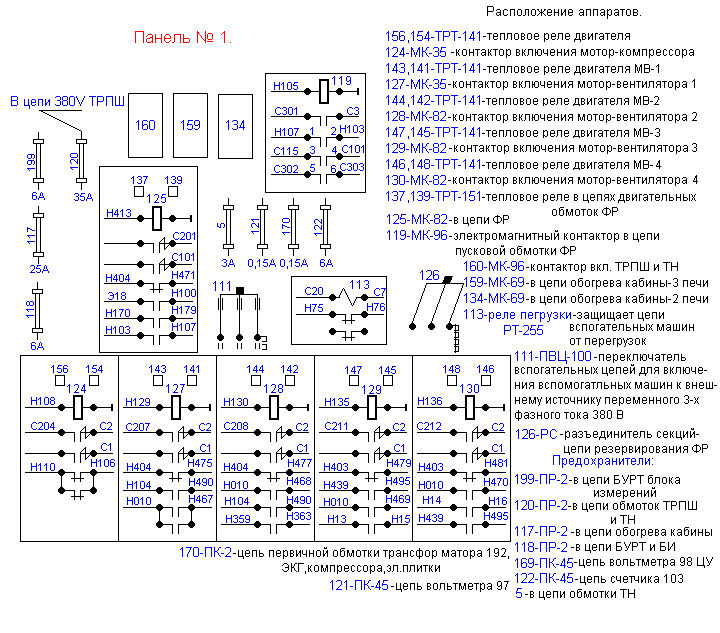 Расположение аппаратов.
Панель № 1.
156,154-ТРТ-141-тепловое реле двигателя
124-МК-35 -контактор включения мотор-компрессора
143,141-ТРТ-141-тепловое реле двигателя МВ-1
127-МК-35-контактор включения мотор-вентилятора 1
144,142-ТРТ-141-тепловое реле двигателя МВ-2
128-МК-82-контактор включения мотор-вентилятора 2
147,145-ТРТ-141-тепловое реле двигателя МВ-3
129-МК-82-контактор включения мотор-вентилятора 3
146,148-ТРТ-141-тепловое реле двигателя МВ-4
130-МК-82-контактор включения мотор-вентилятора 4
137,139-ТРТ-151-тепловое реле в цепях двигательных
обмоток ФР
125-МК-82-в цепи ФР
119-МК-96-электромагнитный контактор в цепи
пусковой обмотки ФР
160-МК-96-контактор вкл. ТРПШ и ТН
159-МК-69-в цепи обогрева кабины-3 печи
134-МК-69-в цепи обогрева кабины-2 печи
113-реле пегрузки-защищает цепи
РТ-255 вспогательных машин
от перегрузок
111-ПВЦ-100-переключатель
вспогательных цепей для включе-
ния вспомогатльных машин к внеш-
нему источнику переменного 3-х
фазного тока 380 В
126-РС-разъединитель секций-
цепи резервирования ФР
Предохранители:
199-ПР-2-в цепи БУРТ блока
измерений
120-ПР-2-в цепи обмоток ТРПШ
и ТН
117-ПР-2-в цепи обогрева кабины
118-ПР-2 -в цепи БУРТ и БИ
169-ПК-45-цепь вольтметра 98 ЦУ
122-ПК-45-цепь счетчика 103
5-в цепи обмотки ТН
170-ПК-2-цепь первичной обмотки трансфор матора 192,
ЭКГ,компрессора,эл.плитки
121-ПК-45-цепь вольтметра 97
В цепи 380V ТРПШ
199
6А
120
35А
117
25А
118
6А
160
159
134
Н105
119
С301
С3
Н107
1
2
Н103
С115
3
4
С101
С302
5
6
С303
137
139
125
Н413
С201
С101
Н404
Н471
Э18
Н100
Н170
Н179
Н103
Н107
5
3А
121
0,15А
170
0,15А
122
6А
111
С20
113
С7
Н75
Н76
126
156
154
124
Н108
С204
С2
С1
Н110
Н106
143
141
127
Н129
С207
С2
С1
Н404
Н475
Н104
Н490
Н010
Н467
144
142
128
Н130
С208
С2
С1
Н404
Н477
Н010
Н468
Н104
Н490
Н359
Н363
147
145
129
Н135
С211
С2
С1
Н403
Н479
Н439
Н495
Н010
Н469
Н13
Н15
148
146
130
Н136
С212
С2
С1
Н403
Н481
Н010
Н470
Н14
Н16
Н439
Н495